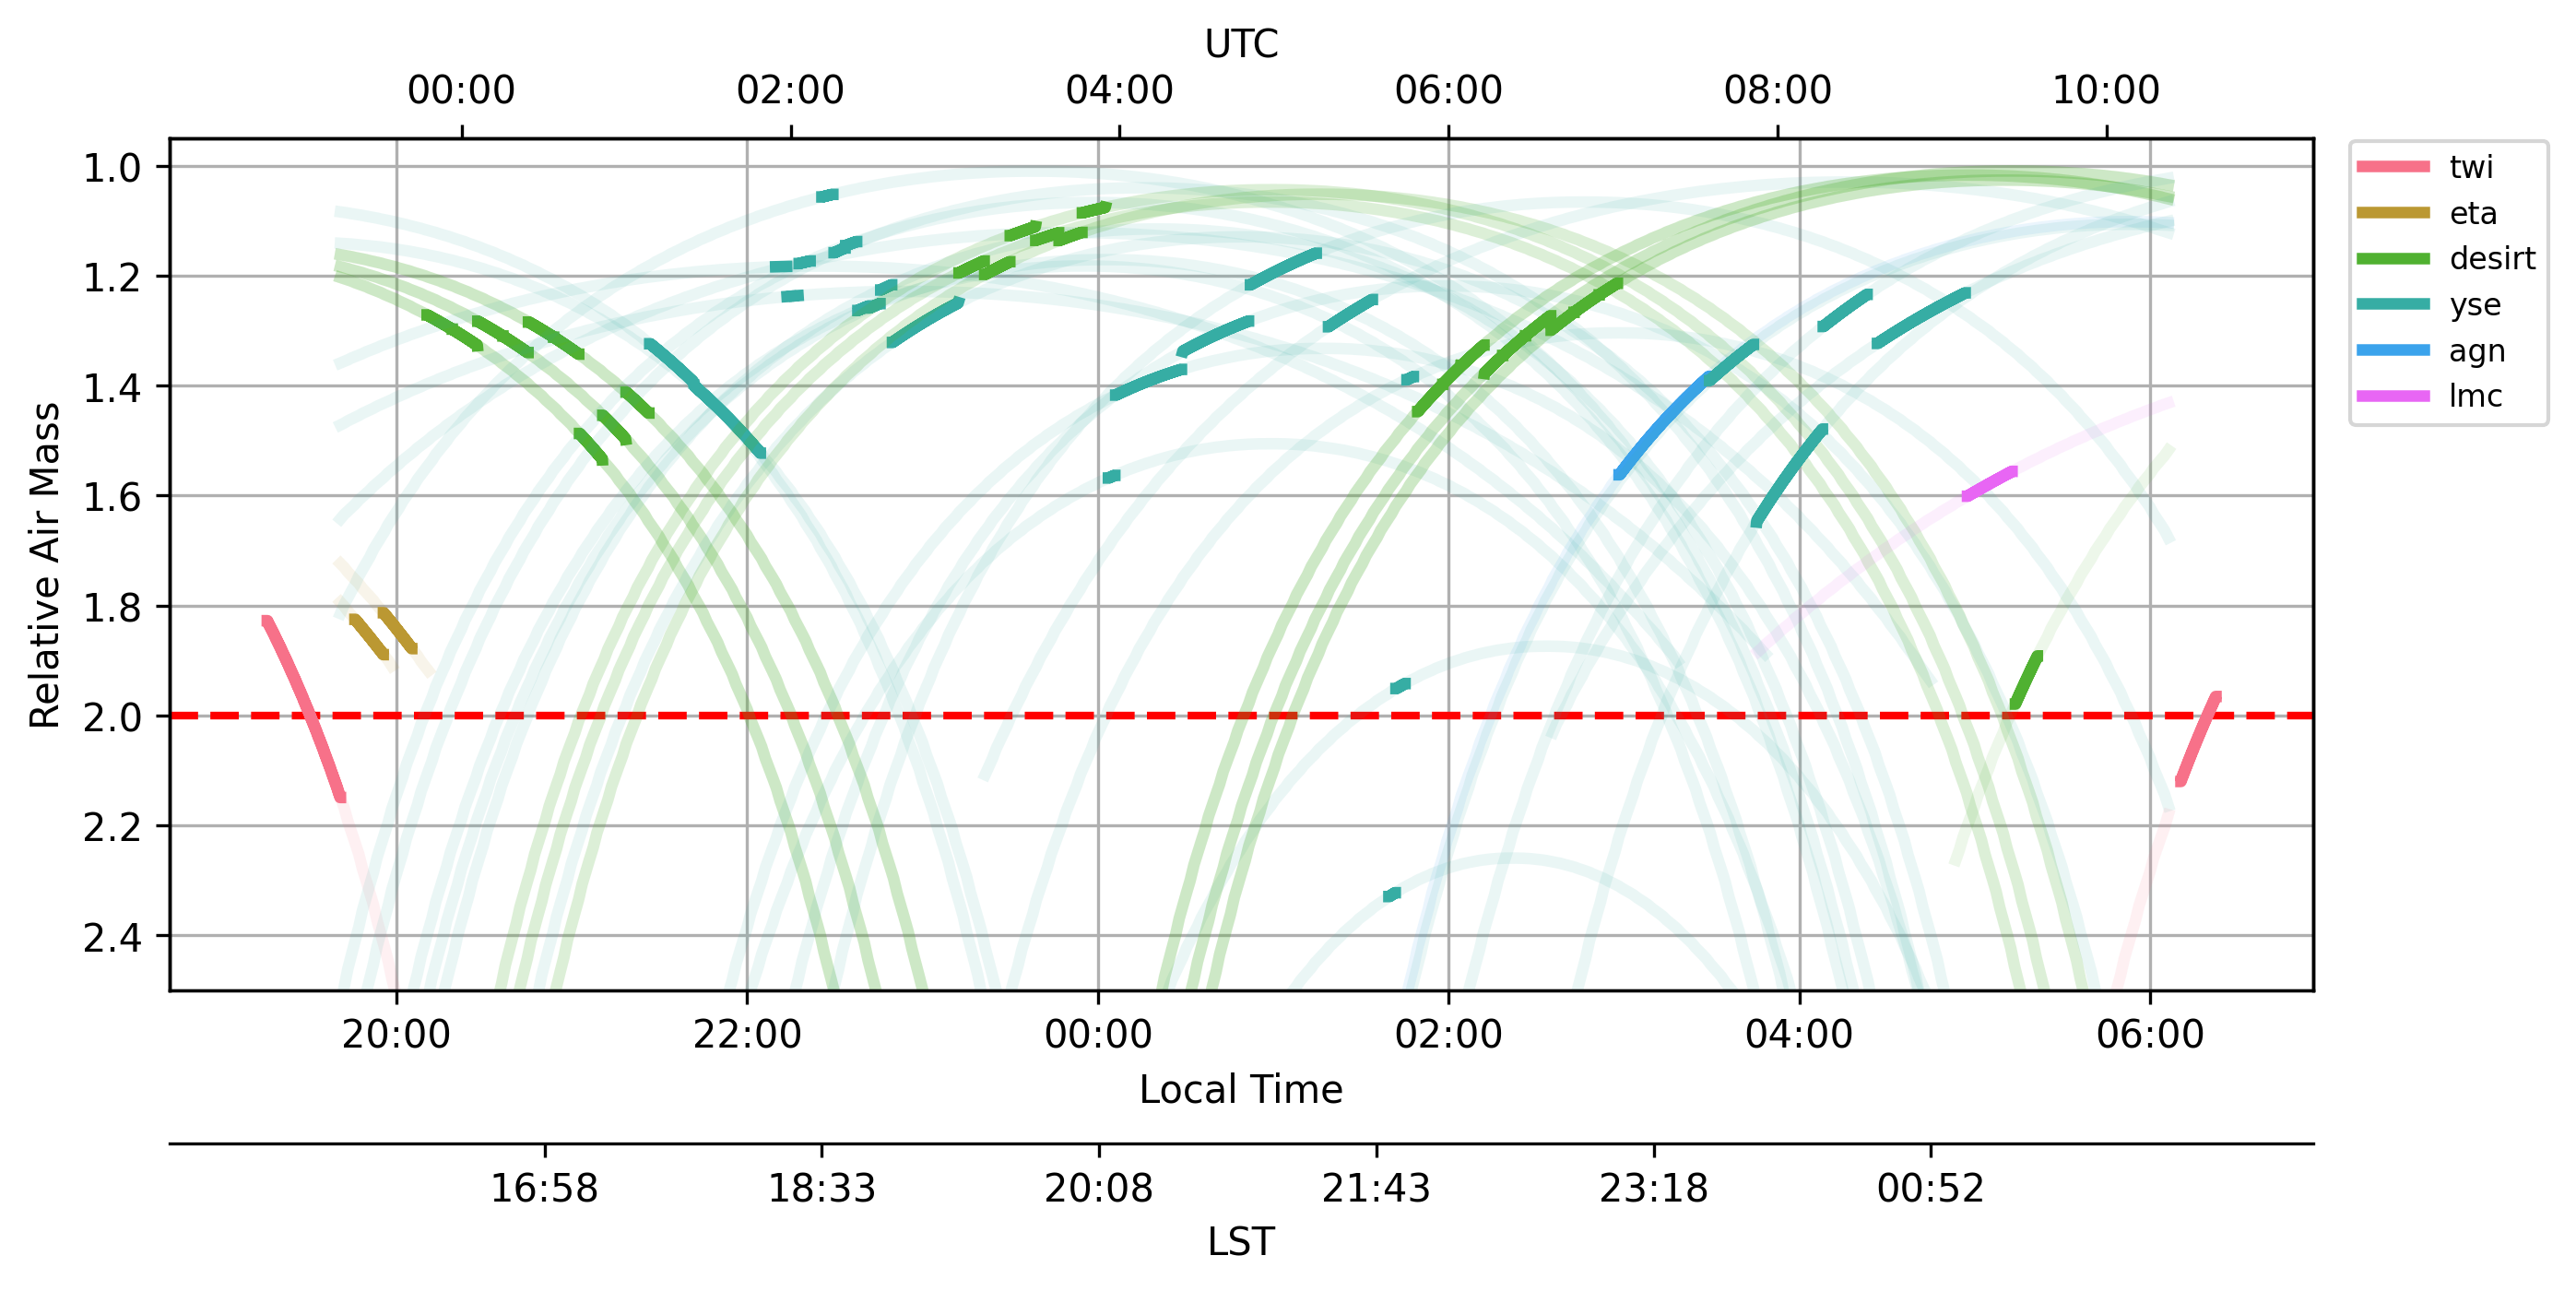 UTC
00:00 02:00 04:00 06:00 08:00 10:00
Relative Air Mass
1.0
1.2
1.4
1.6
1.8
2.0
2.2
2.4
twi
eta
desirt
yse
agn
lmc
20:00 22:00 00:00 02:00 04:00 06:00
Local Time
16:58 18:33 20:08 21:43 23:18 00:52
LST